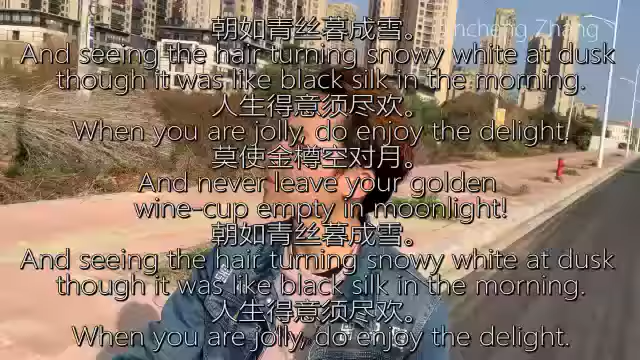 朝如青丝暮成雪。
ncheng Zhang
And seeing the hair turning snowy white at dusk
though it was like black silk in the morning.
人生得意须尽欢。
When you are jolly, do enjoy the delight.
莫使金樽空对月。
And never leave your golden
wine-cup empty in moonlight!
朝如青丝暮成雪。
And seeing the hair turning snowy white at dusk
though it was like black silk in the morning.
人生得意须尽欢。
When you are jolly, do enjoy the delight.